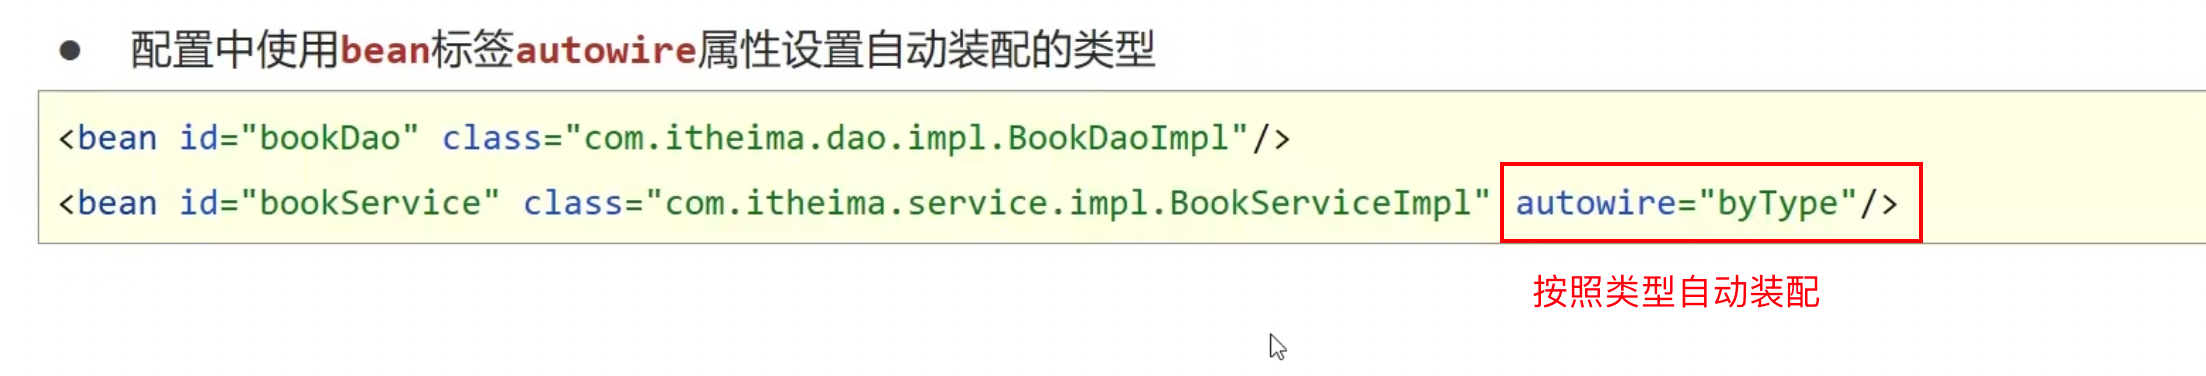 ● 配置中使用bean标签autowire属性设置自动装配的类型
<bean id="bookDao" class="com.itheima.dao.impl.BookDaoImpl"/>
<bean id="bookService" class="com.itheima.service.impl.BookServiceImpl" autowire="byType"/>
按照类型自动装配